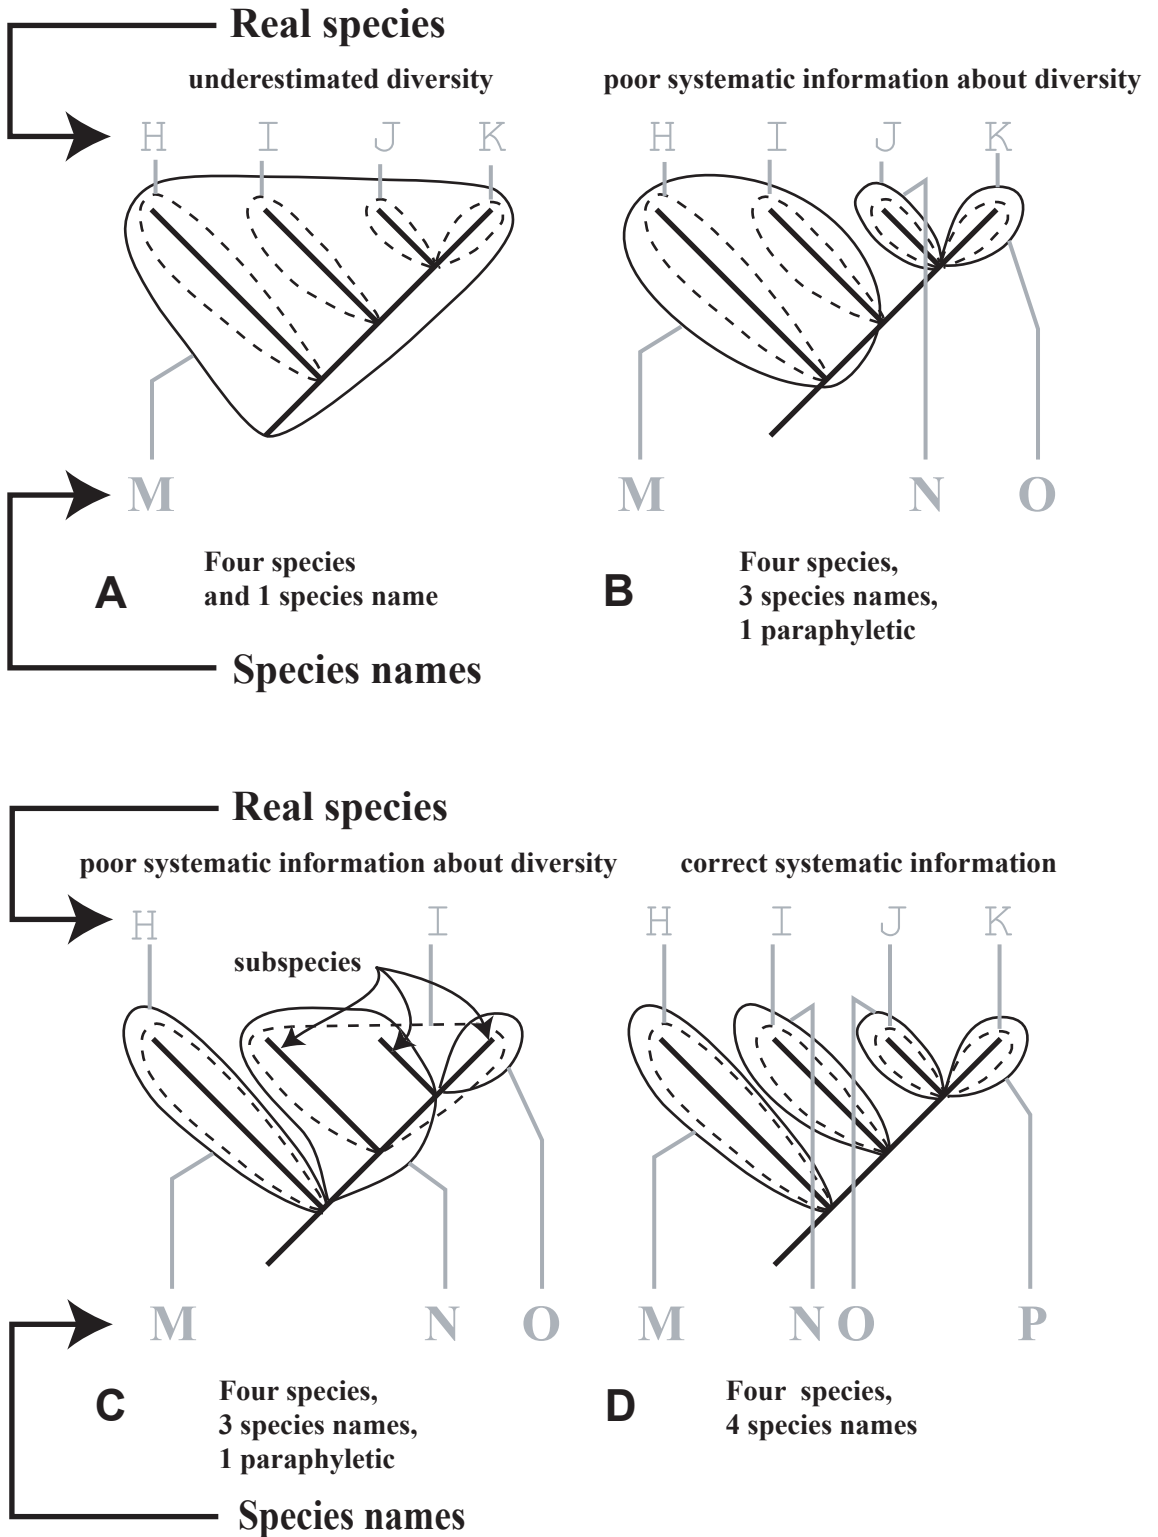 Real species
underestimated diversity
H I J K
M
A
Four species
and 1 species name
poor systematic information about diversity
H I J K
M N O
B
Four species,
3 species names,
1 paraphyletic
Species names
Real species
poor systematic information about diversity
H I
subspecies
M N O
C
Four species,
3 species names,
1 paraphyletic
correct systematic information
H I J K
M N O P
D
Four species,
4 species names
Species names